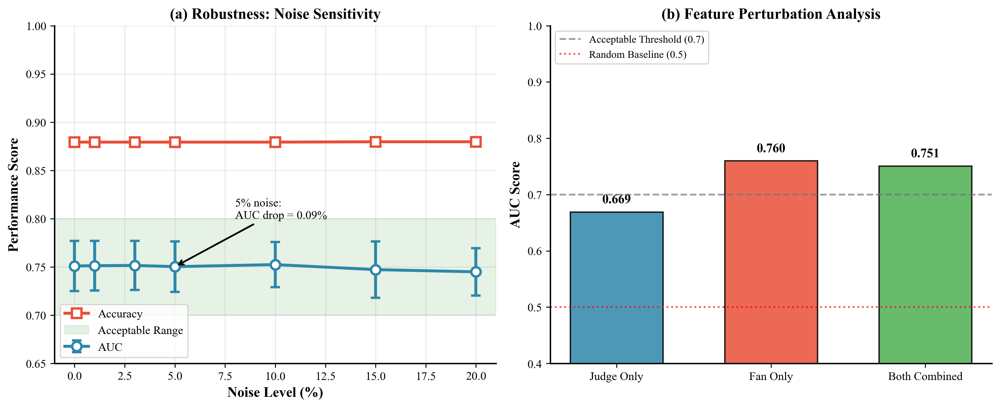 (a) Robustness: Noise Sensitivity
Performance Score
1.00
0.95
0.90
0.85
0.80
0.75
0.70
0.65
5% noise:
AUC drop = 0.09%
Accuracy
Acceptable Range
AUC
0.0 2.5 5.0 7.5 10.0 12.5 15.0 17.5 20.0
Noise Level (%)
(b) Feature Perturbation Analysis
AUC Score
1.0
0.9
0.8
0.7
0.6
0.5
0.4
Acceptable Threshold (0.7)
Random Baseline (0.5)
0.669
0.760
0.751
Judge Only Fan Only Both Combined